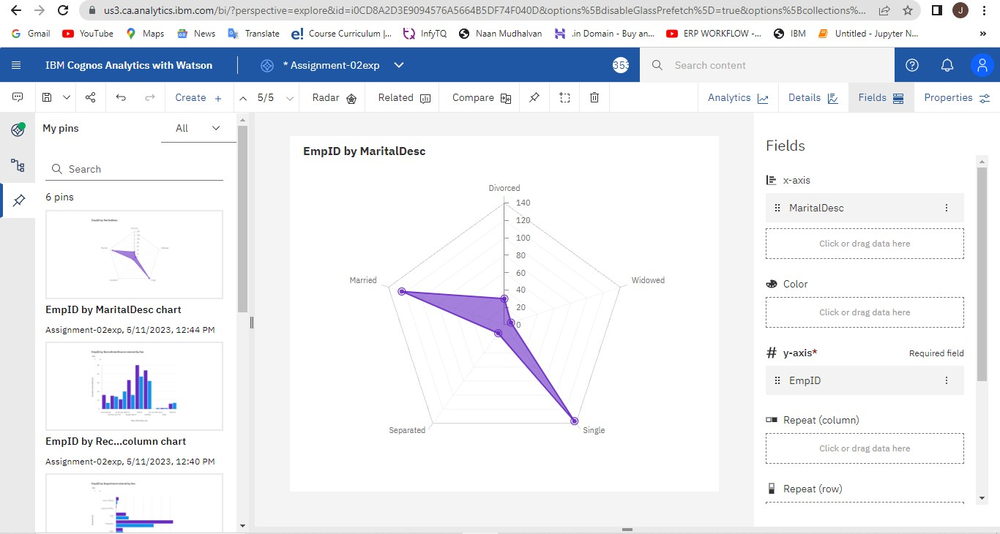 us3.ca.analytics.ibm.com/bi/?perspective=explore&id=i0CD8A2D3E9094576A5664B5DF74F040D&options%5BdisableGlassPrefetch%5D=true&options%5Bcollections%...
J
Gmail YouTube Maps News Translate Course Curriculum |... InfyTQ Naan Mudhalvan .in Domain - Buy an... ERP WORKFLOW -... IBM Untitled - Jupyter N... »
IBM Cognos Analytics with Watson * Assignment-02exp 353 Search content
Create + 5/5 Radar Related Compare Analytics Details Fields Properties
My pins All
Search
6 pins
EmpID by MaritalDesc chart
Assignment-02exp, 5/11/2023, 12:44 PM
EmpID by Rec...column chart
Assignment-02exp, 5/11/2023, 12:40 PM
EmpID by MaritalDesc
Divorced
140
120
100
80
60
40
20
0
Married
Widowed
Separated
Single
Fields
x-axis
MaritalDesc
Click or drag data here
Color
Click or drag data here
# y-axis* Required field
EmpID
Repeat (column)
Click or drag data here
Repeat (row)